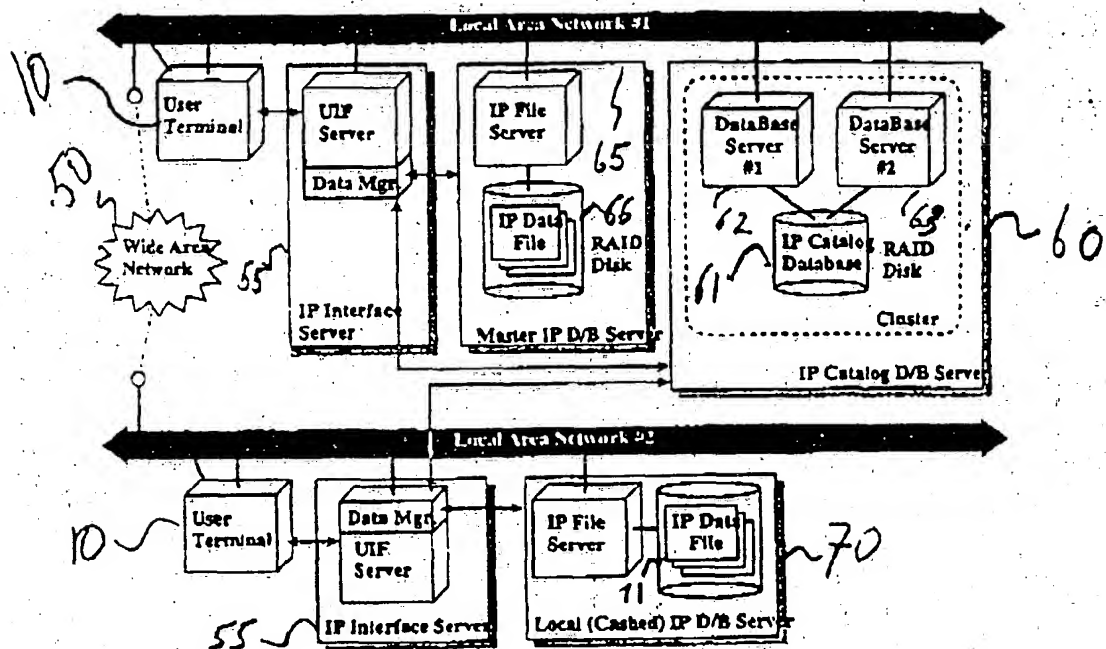 Local Area Network #1
10
User
Terminal
UIF
Server
Data Mgr.
IP File
Server
65
DataBase
Server
#1
DataBase
Server
#2
50
Wide Area
Network
55
IP Interface
Server
IP Data
File
66
RAID
Disk
Master IP D/B Server
62
63
IP Catalog
Database
61
RAID
Disk
Cluster
60
IP Catalog D/B Server
Local Area Network #2
10
User
Terminal
Data Mgr.
UIF
Server
IP File
Server
IP Data
File
70
55
IP Interface Server
Local (Cashed) IP D/B Server